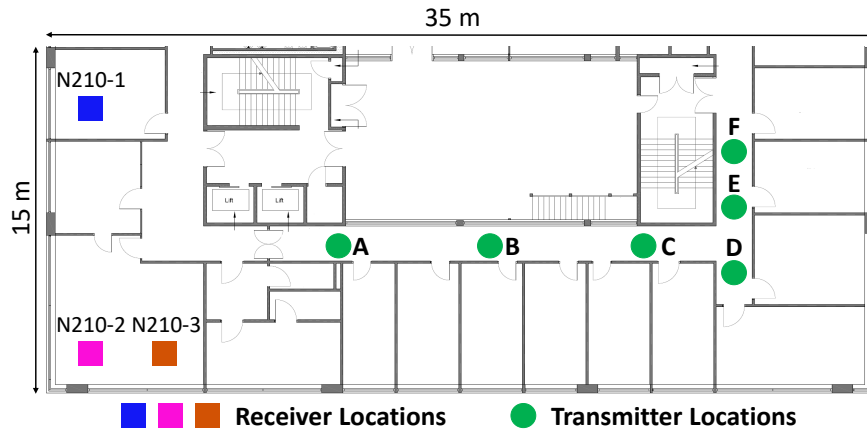 35 m
15 m
N210-1
Lift
Lift
F
E
A
B
C
D
N210-2
N210-3
Receiver Locations
Transmitter Locations